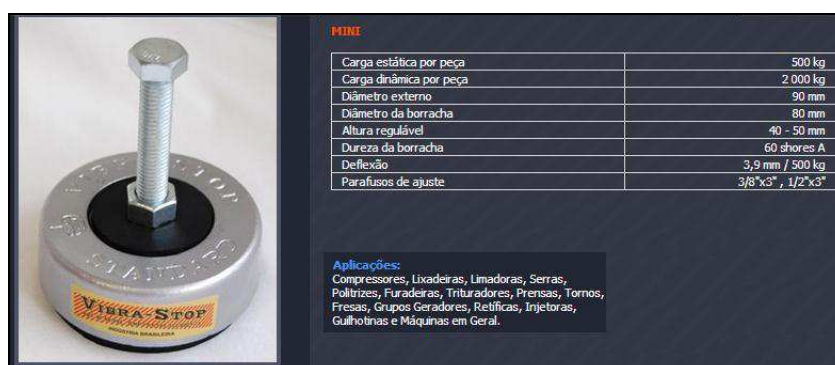 MINI
Carga estática por peça 500 kg
Carga dinâmica por peça 2 000 kg
Diâmetro externo 90 mm
Diâmetro da borracha 80 mm
Altura regulável 40 - 50 mm
Dureza da borracha 60 shores A
Deflexão 3,9 mm / 500 kg
Parafusos de ajuste 3/8"x3" , 1/2"x3"
Aplicações:
Compressores, Lixadeiras, Limadoras, Serras,
Politrizes, Furadeiras, Trituradores, Prensas, Tornos,
Fresas, Grupos Geradores, Retíficas, Injetoras,
Guilhotinas e Máquinas em Geral.
VIBRA STOP
STANDARD
VIBRA-STOP
INDÚSTRIA BRASILEIRA